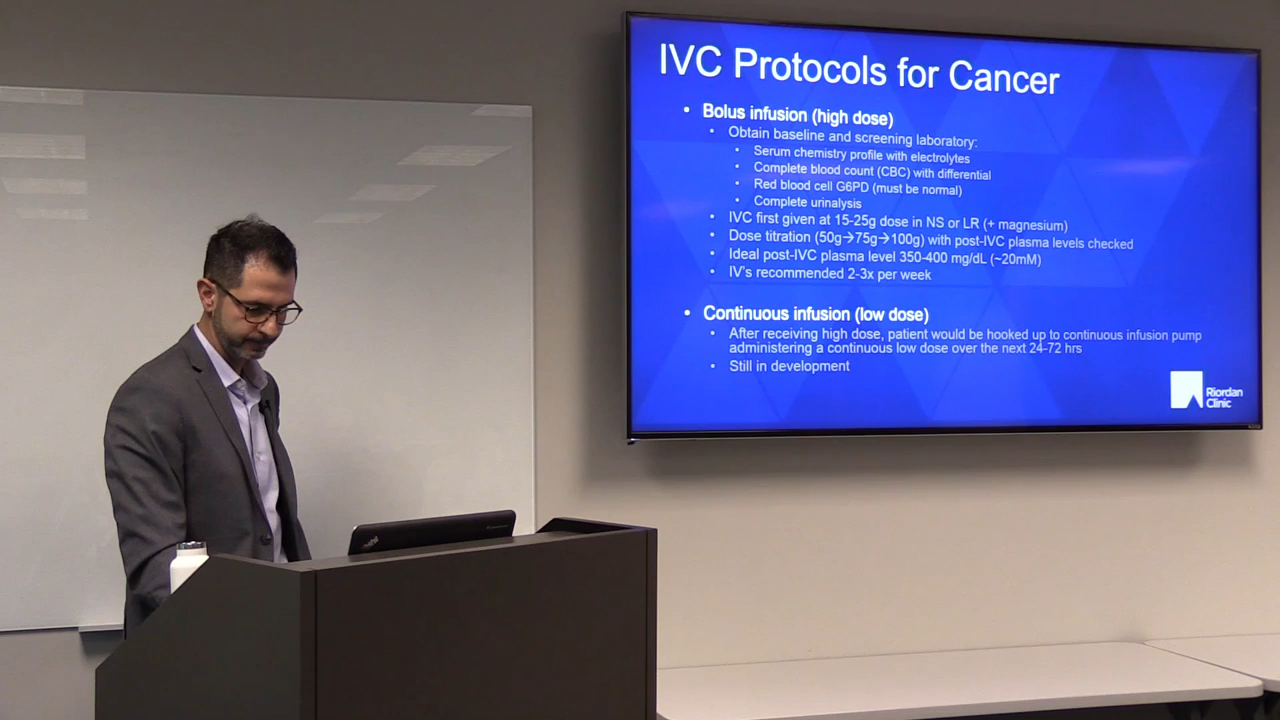 IVC Protocols for Cancer
• Bolus infusion (high dose)
• Obtain baseline and screening laboratory:
• Serum chemistry profile with electrolytes
• Complete blood count (CBC) with differential
• Red blood cell G6PD (must be normal)
• Complete urinalysis
• IVC first given at 15-25g dose in NS or LR (+ magnesium)
• Dose titration (50g→75g→100g) with post-IVC plasma levels checked
• Ideal post-IVC plasma level 350-400 mg/dL (~20mM)
• IV's recommended 2-3x per week
• Continuous infusion (low dose)
• After receiving high dose, patient would be hooked up to continuous infusion pump
administering a continuous low dose over the next 24-72 hrs
• Still in development
Riordan
Clinic